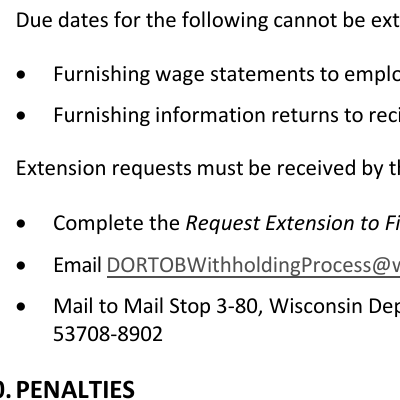 Due dates for the following cannot be ext
• Furnishing wage statements to emplo
• Furnishing information returns to reci
Extension requests must be received by t
• Complete the Request Extension to Fi
• Email DORTOBWithholdingProcess@w
• Mail to Mail Stop 3-80, Wisconsin Dep
53708-8902
0. PENALTIES